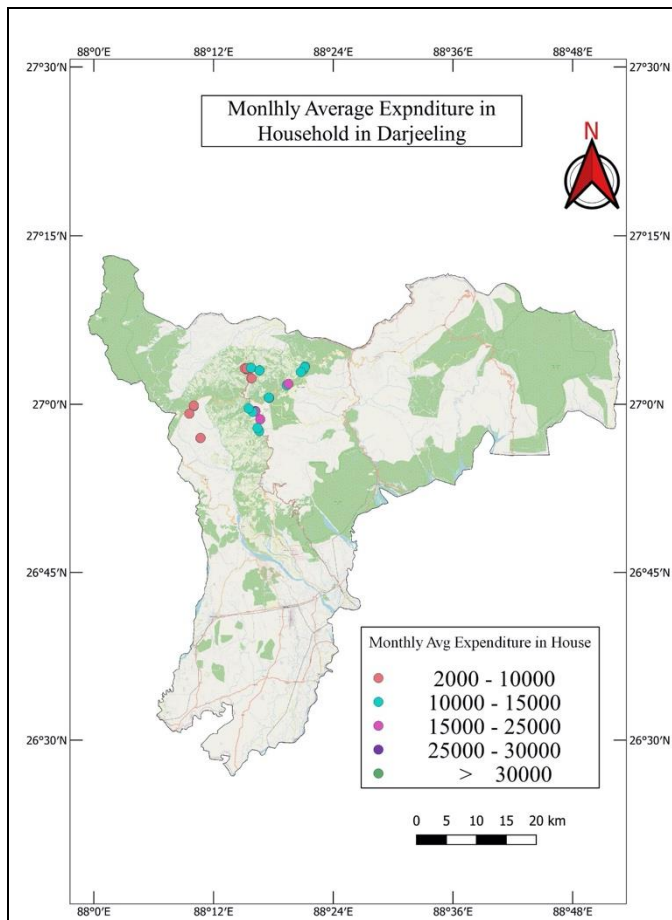 88°0′E 88°12′E 88°24′E 88°36′E 88°48′E
27°30′N 27°30′N
Monlhly Average Expnditure in
Household in Darjeeling
N
27°15′N 27°15′N
27°0′N 27°0′N
26°45′N 26°45′N
Monthly Avg Expenditure in House
2000 - 10000
10000 - 15000
15000 - 25000
25000 - 30000
> 30000
26°30′N 26°30′N
0 5 10 15 20 km
88°0′E 88°12′E 88°24′E 88°36′E 88°48′E